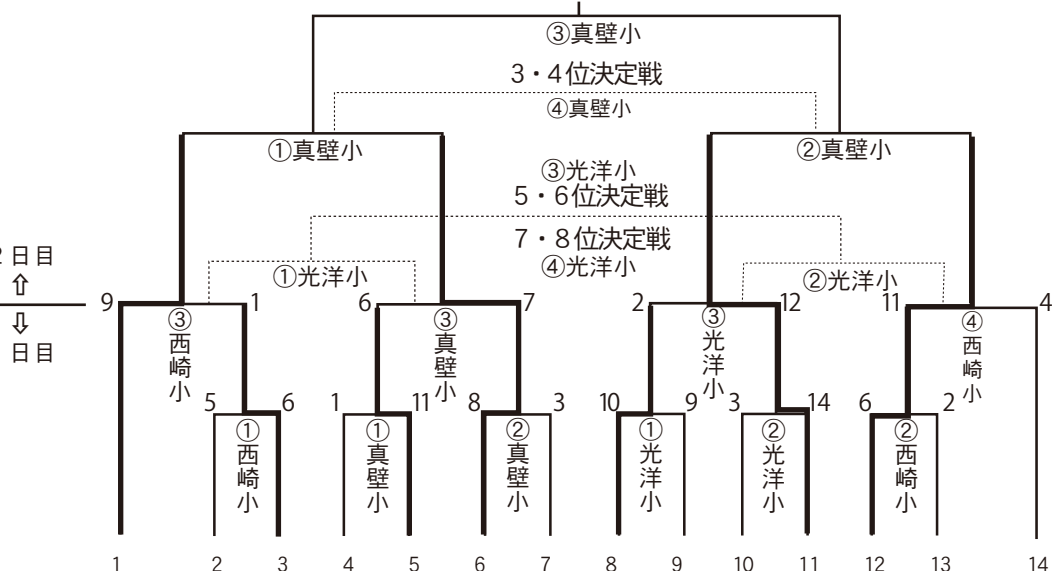 ③真壁小
3・4位決定戦
④真壁小
①真壁小
②真壁小
③光洋小
5・6位決定戦
7・8位決定戦
④光洋小
①光洋小
②光洋小
2日目
⇧
⇩
日目
9 1 6 7 2 12 11 4
③西崎小
③真壁小
③光洋小
④西崎小
5 6 1 11 8 3 10 9 3 14 6 2
①西崎小
①真壁小
②真壁小
①光洋小
②光洋小
②西崎小
1 2 3 4 5 6 7 8 9 10 11 12 13 14